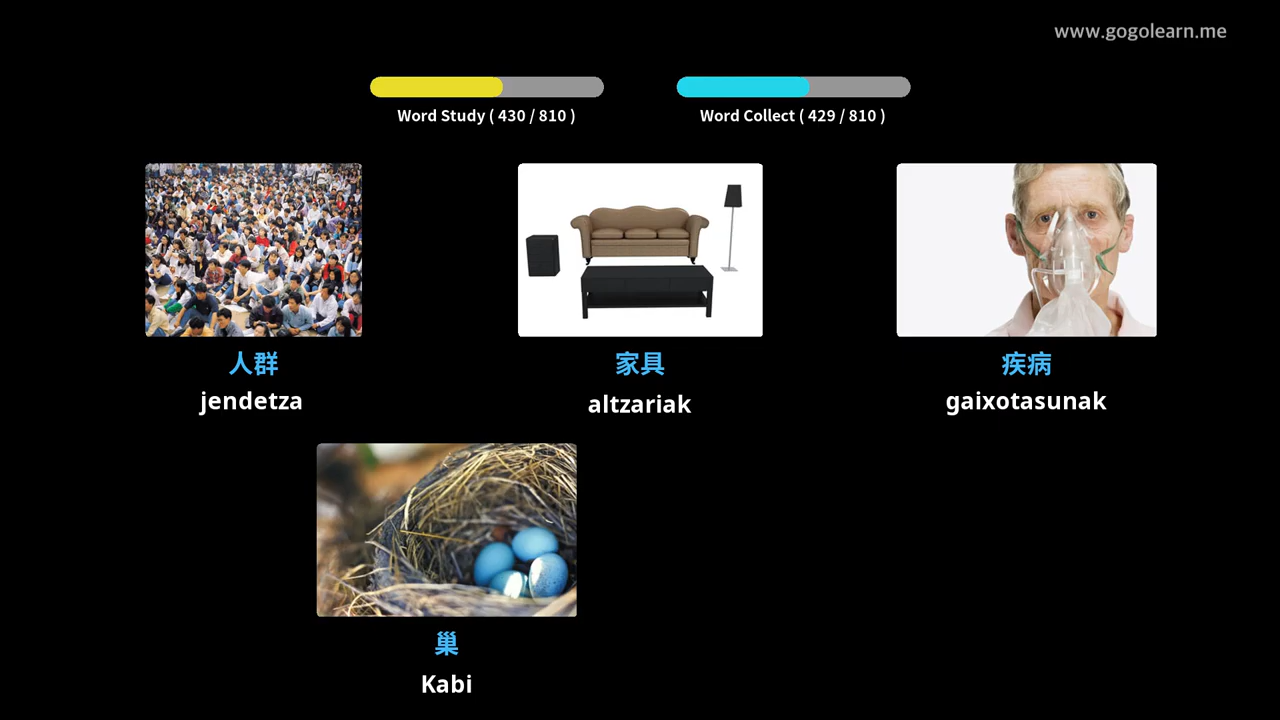 www.gogolearn.me
Word Study ( 430 / 810 )
Word Collect ( 429 / 810 )
人群
jendetza
家具
altzariak
疾病
gaixotasunak
巢
Kabi